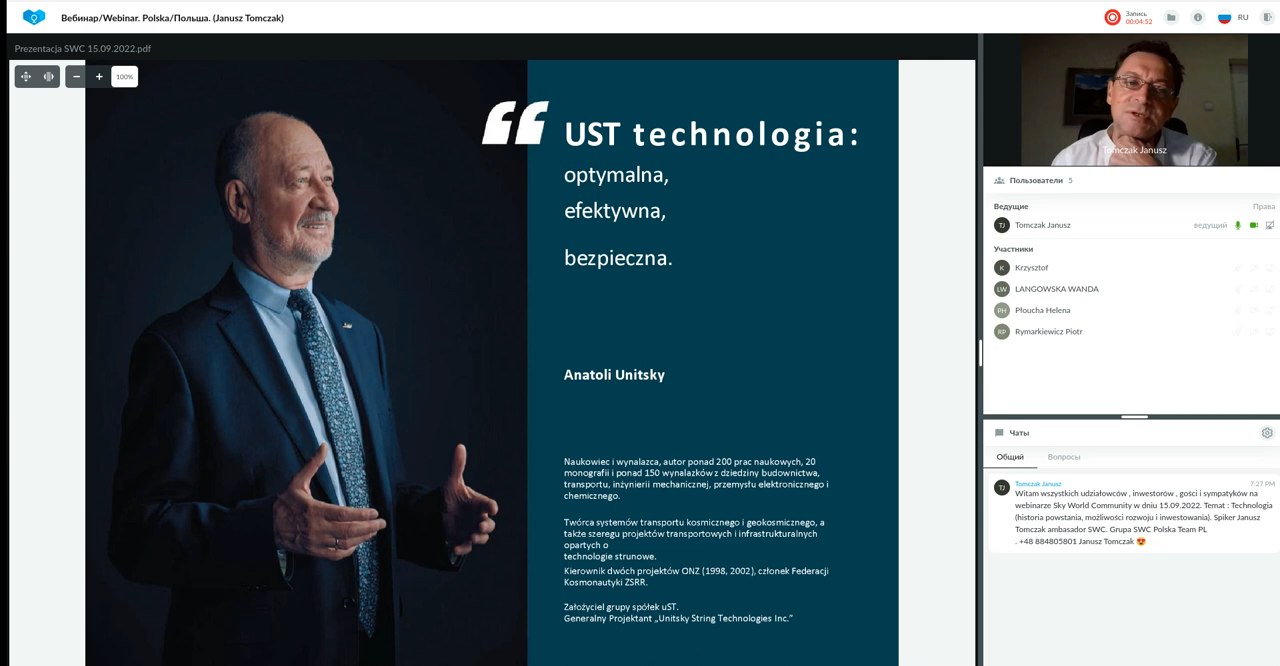 Вебинар/Webinar. Polska/Польша. (Janusz Tomczak)
Запись
00:04:52
RU
Prezentacja SWC 15.09.2022.pdf
100%
UST technologia:
optymalna,
efektywna,
bezpieczna.
Anatoli Unitsky
Naukowiec i wynalazca, autor ponad 200 prac naukowych, 20
monografii i ponad 150 wynalazków z dziedziny budownictwa,
transportu, inżynierii mechanicznej, przemysłu elektronicznego i
chemicznego.
Twórca systemów transportu kosmicznego i geokosmicznego, a
także szeregu projektów transportowych i infrastrukturalnych
opartych o
technologie strunowe.
Kierownik dwóch projektów ONZ (1998, 2002), członek Federacji
Kosmonautyki ZSRR.
Założyciel grupy spółek uST.
Generalny Projektant „Unitsky String Technologies Inc.”
Tomczak Janusz
Пользователи 5
Ведущие Права
TJ Tomczak Janusz ведущий
Участники
K Krzysztof
LW LANGOWSKA WANDA
PH Płoucha Helena
RP Rymarkiewicz Piotr
Чаты
Общий Вопросы
TJ Tomczak Janusz 7:27 PM
Witam wszystkich udziałowców , inwestorów , gości i sympatyków na
webinarze Sky World Community w dniu 15.09.2022. Temat : Technologia
(historia powstania, możliwości rozwoju i inwestowania). Spiker Janusz
Tomczak ambasador SWC. Grupa SWC Polska Team PL
. +48 884805801 Janusz Tomczak 😍